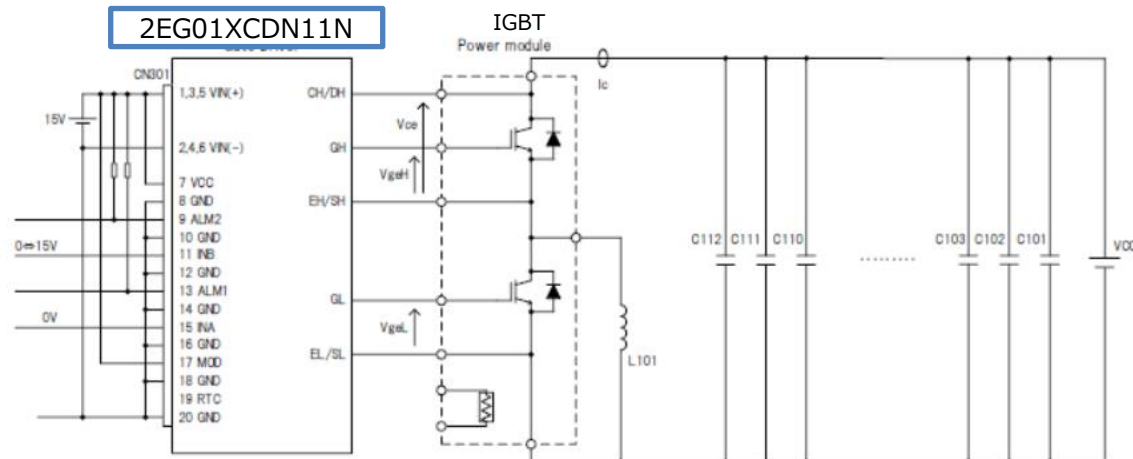 2EG01XCDN11N
IGBT
Power module
CN301
Ic
1,3,5 VIN(+)
CH/DH
15V
Vce
2,4,6 VIN(-)
GH
VgeH
7 VCC
8 GND
EH/SH
9 ALM2
10 GND
0⇔15V
11 INB
C112
C111
C110
.........
C103
C102
C101
12 GND
13 ALM1
GL
14 GND
0V
15 INA
VgeL
16 GND
17 MOD
EL/SL
L101
18 GND
19 RTC
20 GND